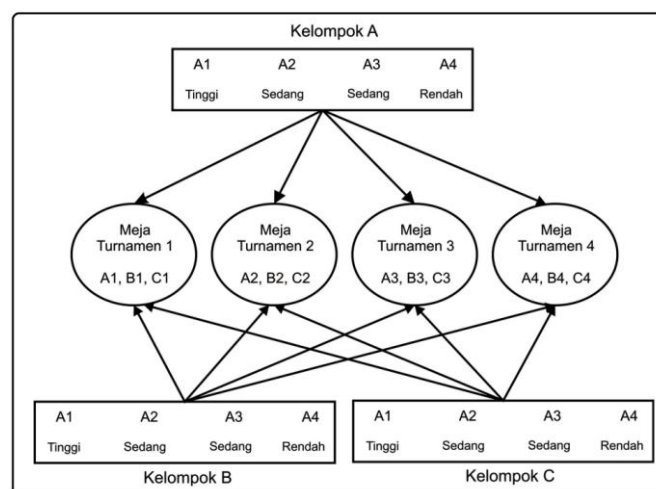 Kelompok A
A1 A2 A3 A4
Tinggi Sedang Sedang Rendah
Meja Turnamen 1
A1, B1, C1
Meja Turnamen 2
A2, B2, C2
Meja Turnamen 3
A3, B3, C3
Meja Turnamen 4
A4, B4, C4
A1 A2 A3 A4
Tinggi Sedang Sedang Rendah
Kelompok B
A1 A2 A3 A4
Tinggi Sedang Sedang Rendah
Kelompok C